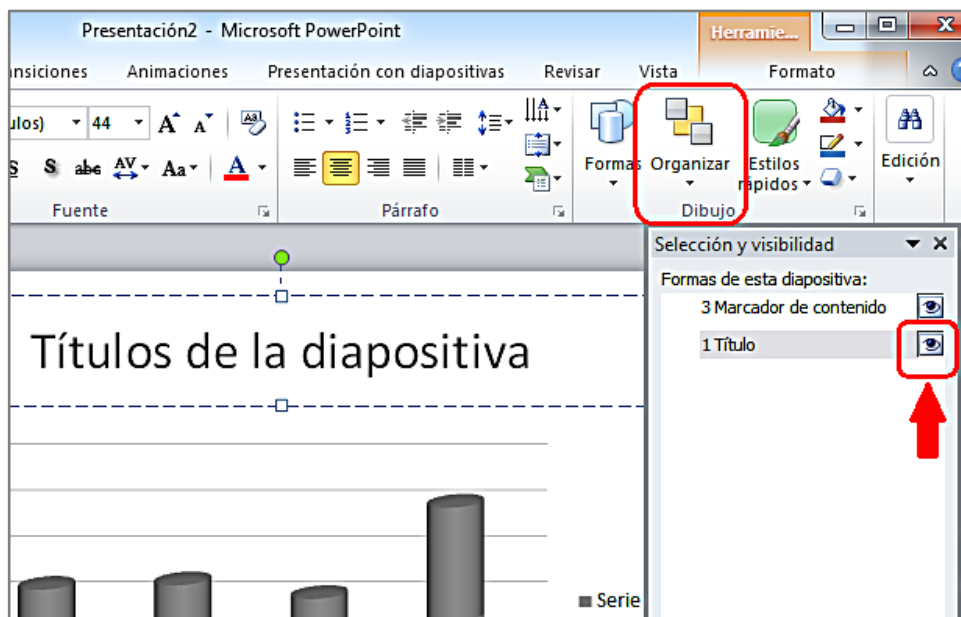 Presentación2 - Microsoft PowerPoint
Herramie...
nsiciones Animaciones Presentación con diapositivas Revisar Vista Formato
ulos) 44 A A Aa
S S abc AV Aa A
Formas Organizar Estilos rápidos Edición
Fuente Párrafo Dibujo
Selección y visibilidad
Formas de esta diapositiva:
3 Marcador de contenido
1 Título
Títulos de la diapositiva
Serie